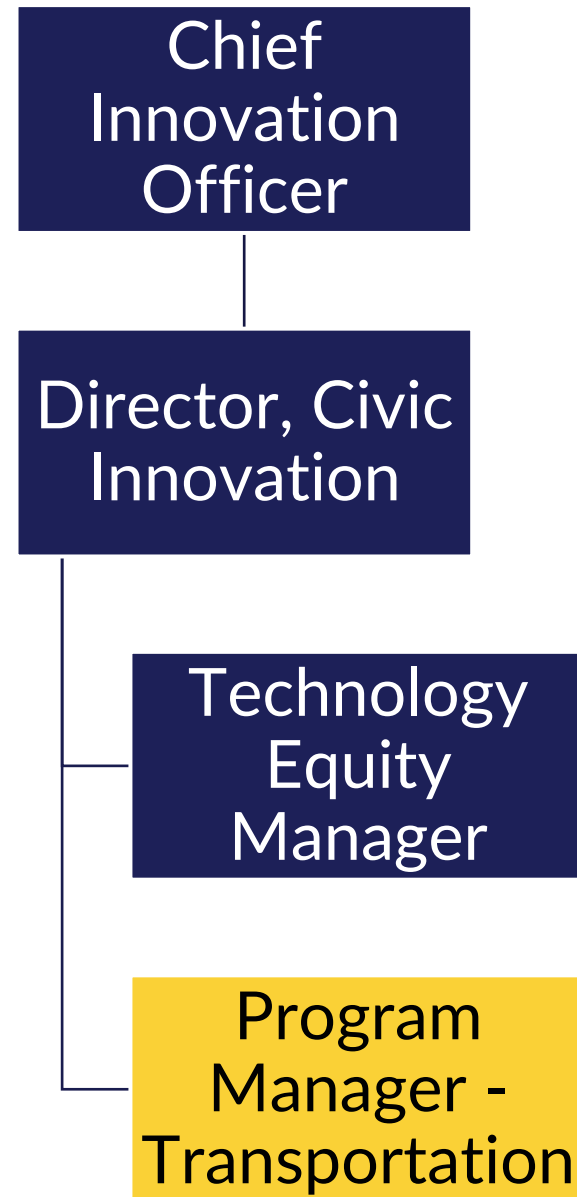 Chief
Innovation
Officer
Director, Civic
Innovation
Technology
Equity
Manager
Program
Manager -
Transportation